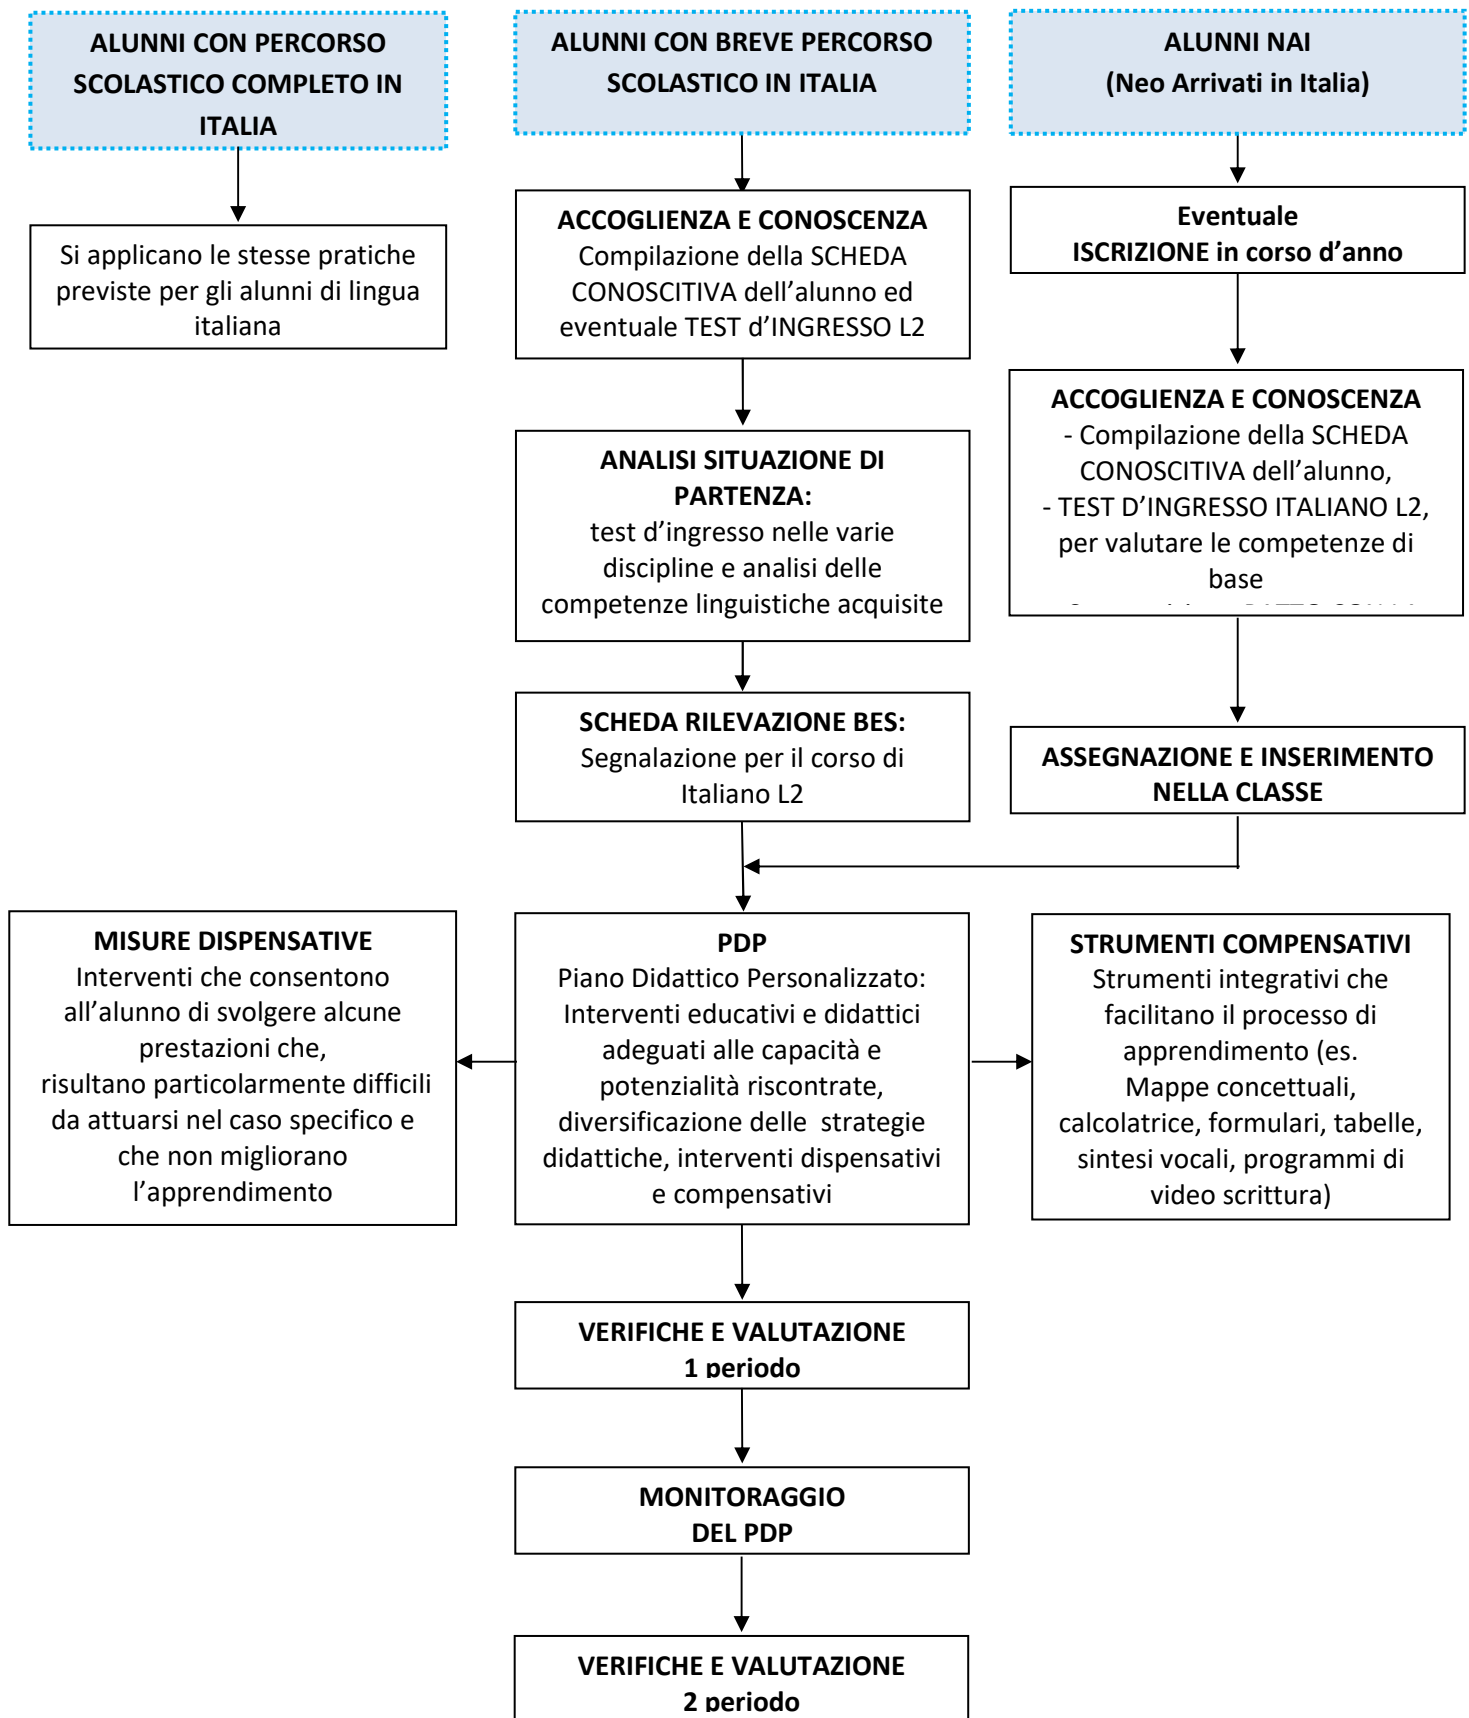 ALUNNI CON PERCORSO
SCOLASTICO COMPLETO IN
ITALIA
ALUNNI CON BREVE PERCORSO
SCOLASTICO IN ITALIA
ALUNNI NAI
(Neo Arrivati in Italia)
Si applicano le stesse pratiche
previste per gli alunni di lingua
italiana
ACCOGLIENZA E CONOSCENZA
Compilazione della SCHEDA
CONOSCITIVA dell’alunno ed
eventuale TEST d’INGRESSO L2
Eventuale
ISCRIZIONE in corso d’anno
ANALISI SITUAZIONE DI
PARTENZA:
test d’ingresso nelle varie
discipline e analisi delle
competenze linguistiche acquisite
ACCOGLIENZA E CONOSCENZA
- Compilazione della SCHEDA
CONOSCITIVA dell’alunno,
- TEST D’INGRESSO ITALIANO L2,
per valutare le competenze di
base
SCHEDA RILEVAZIONE BES:
Segnalazione per il corso di
Italiano L2
ASSEGNAZIONE E INSERIMENTO
NELLA CLASSE
MISURE DISPENSATIVE
Interventi che consentono
all’alunno di svolgere alcune
prestazioni che,
risultano particolarmente difficili
da attuarsi nel caso specifico e
che non migliorano
l’apprendimento
PDP
Piano Didattico Personalizzato:
Interventi educativi e didattici
adeguati alle capacità e
potenzialità riscontrate,
diversificazione delle strategie
didattiche, interventi dispensativi
e compensativi
STRUMENTI COMPENSATIVI
Strumenti integrativi che
facilitano il processo di
apprendimento (es.
Mappe concettuali,
calcolatrice, formulari, tabelle,
sintesi vocali, programmi di
video scrittura)
VERIFICHE E VALUTAZIONE
1 periodo
MONITORAGGIO
DEL PDP
VERIFICHE E VALUTAZIONE
2 periodo